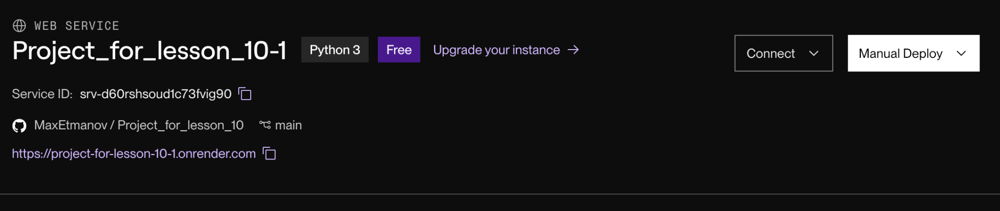 WEB SERVICE
Project_for_lesson_10-1 Python 3 Free Upgrade your instance → Connect Manual Deploy
Service ID: srv-d60rshsoud1c73fvig90
MaxEtmanov / Project_for_lesson_10 main
https://project-for-lesson-10-1.onrender.com